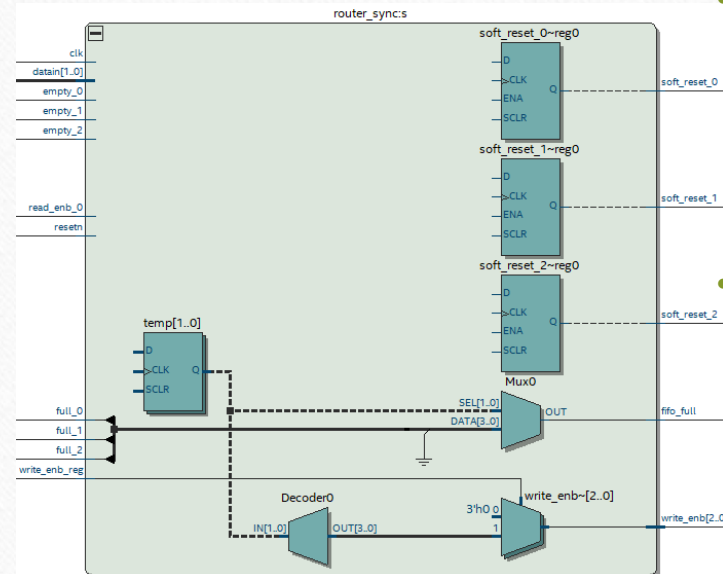 router_sync:s
clk
datain[1..0]
empty_0
empty_1
empty_2
read_enb_0
resetn
soft_reset_0~reg0
D
CLK
ENA
SCLR
Q
soft_reset_0
soft_reset_1~reg0
D
CLK
ENA
SCLR
Q
soft_reset_1
soft_reset_2~reg0
D
CLK
ENA
SCLR
Q
soft_reset_2
temp[1..0]
D
CLK
SCLR
Q
full_0
full_1
full_2
write_enb_reg
Mux0
SEL[1..0]
DATA[3..0]
OUT
fifo_full
Decoder0
IN[1..0]
OUT[3..0]
write_enb~[2..0]
3'h0 0
1
write_enb[2..0